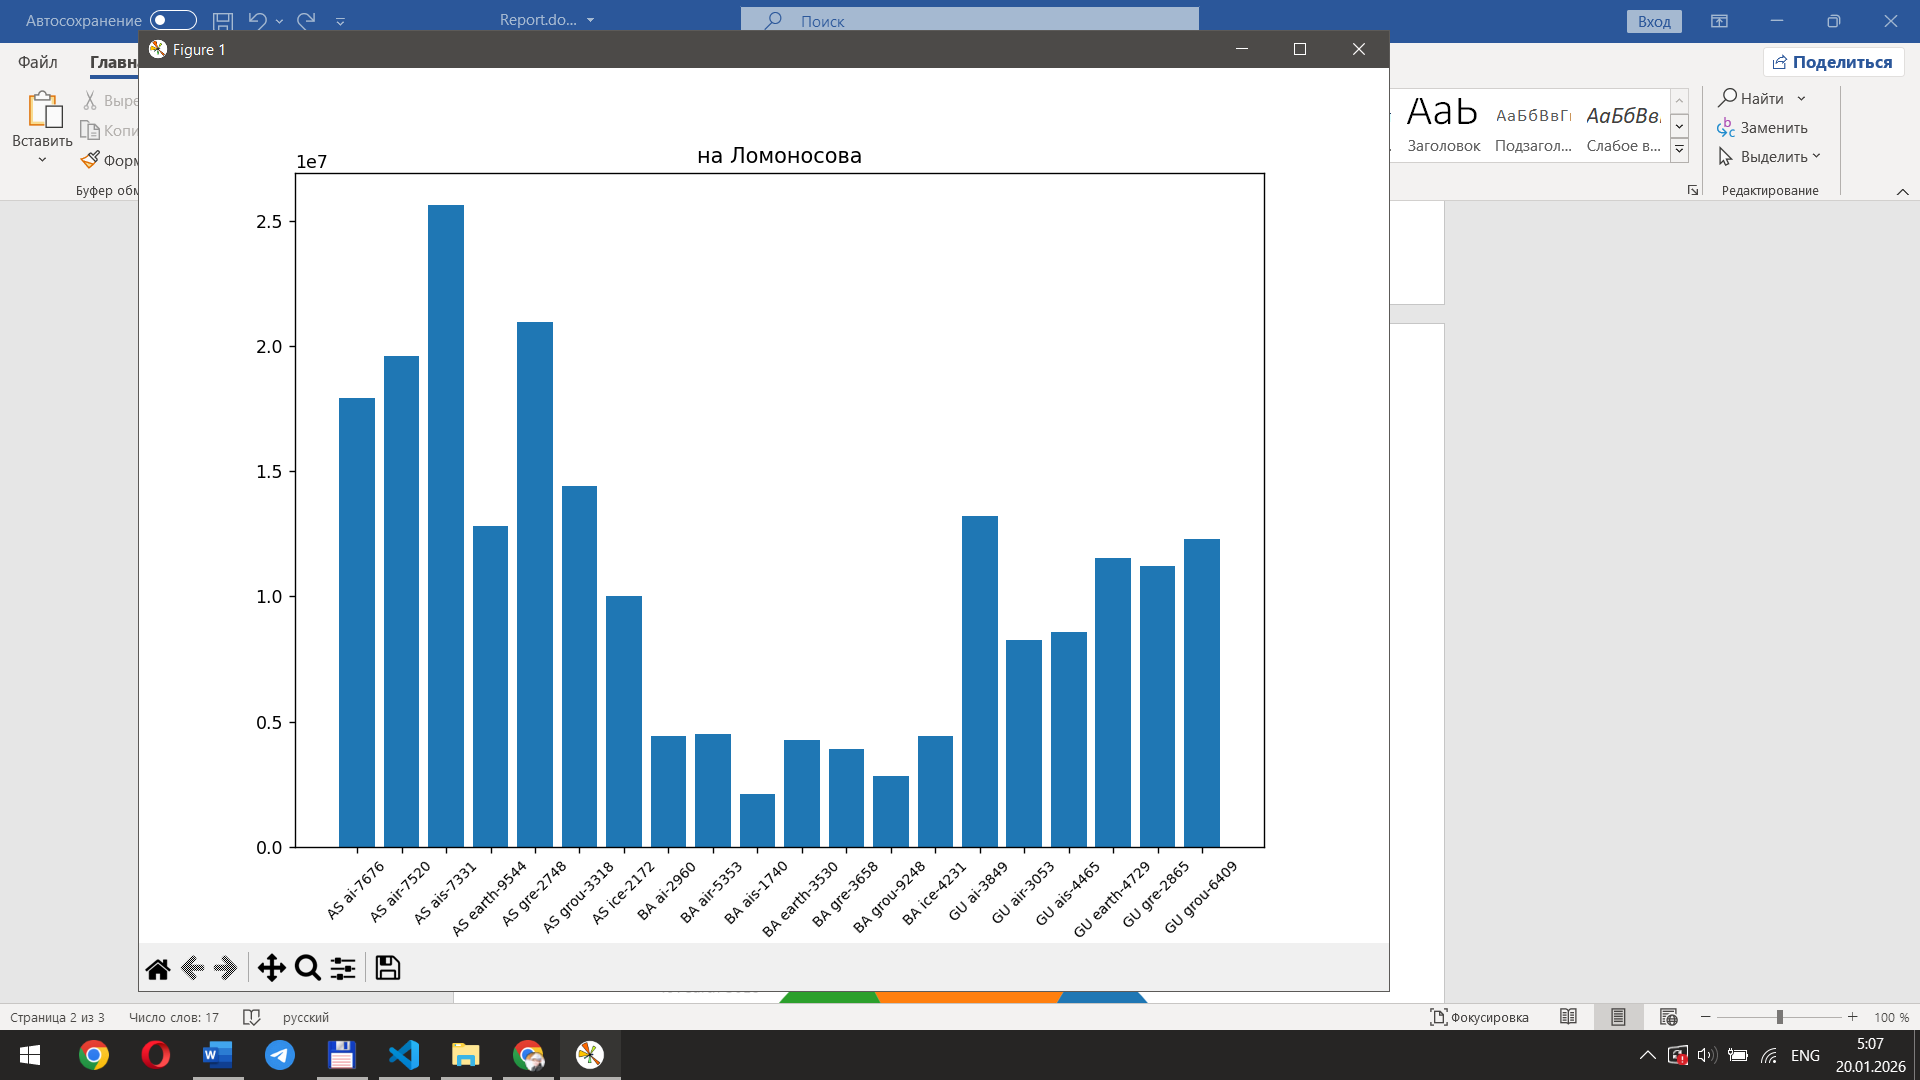 Автосохранение
Report.do...
Поиск
Вход
Figure 1
Файл
Главн
Поделиться
Вставить
Выре
Копи
Форм
Буфер обм
АаЬ
Заголовок
АаБбВвГг
Подзагол...
АаБбВв
Слабое в...
Найти
Заменить
Выделить
Редактирование
на Ломоносова
1e7
2.5
2.0
1.5
1.0
0.5
0.0
AS ai-7676
AS air-7520
AS ais-7331
AS earth-9544
AS gre-2748
AS grou-3318
AS ice-2172
BA ai-2960
BA air-5353
BA ais-1740
BA earth-3530
BA gre-3658
BA grou-9248
BA ice-4231
GU ai-3849
GU air-3053
GU ais-4465
GU earth-4729
GU gre-2865
GU grou-6409
Страница 2 из 3
Число слов: 17
русский
Фокусировка
100 %
ENG
5:07
20.01.2026